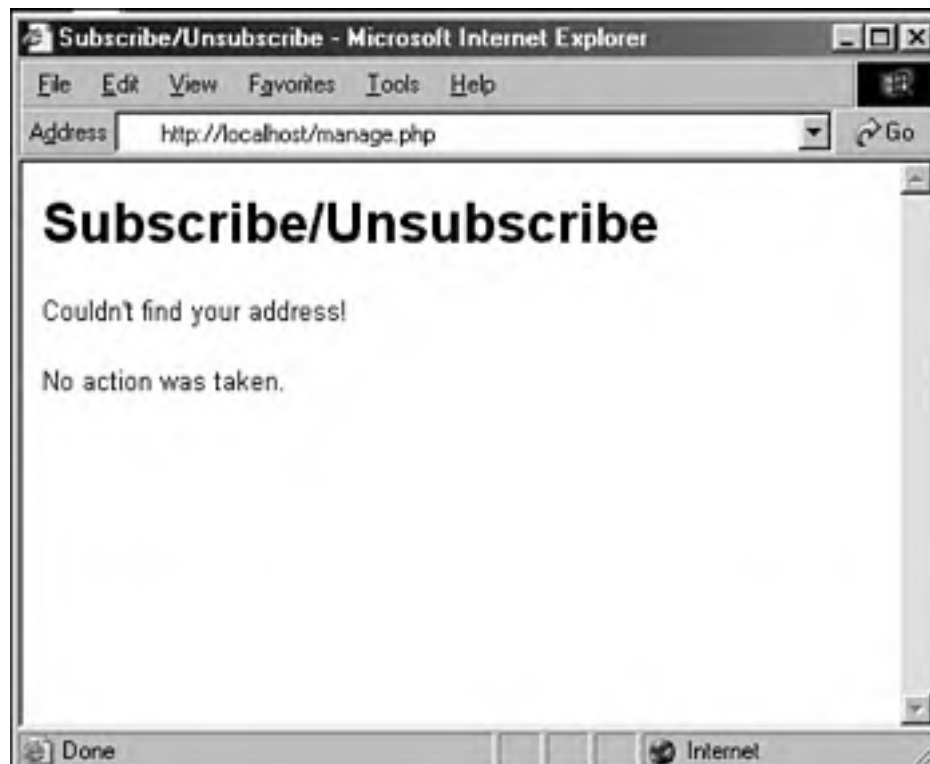 Subscribe/Unsubscribe - Microsoft Internet Explorer
File Edit View Favorites Tools Help
Address http://localhost/manage.php Go
Subscribe/Unsubscribe
Couldn't find your address!
No action was taken.
Done Internet